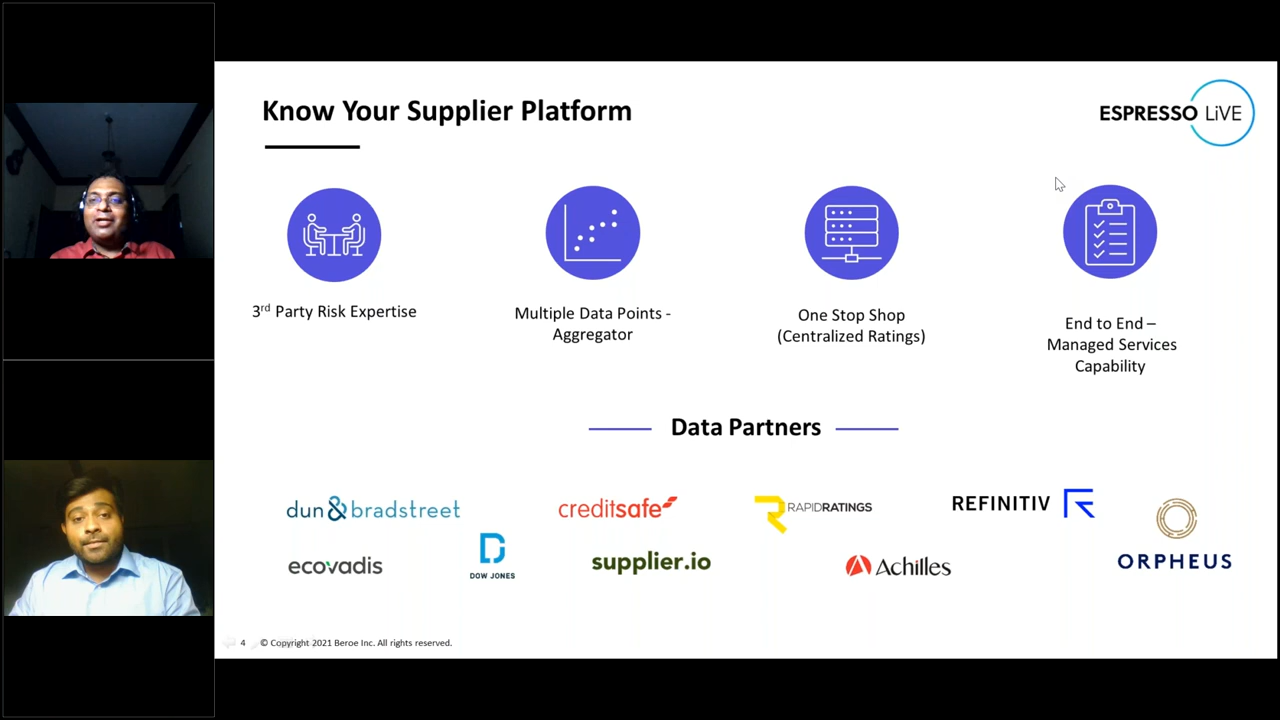 Know Your Supplier Platform
ESPRESSO LiVE
3rd Party Risk Expertise
Multiple Data Points -
Aggregator
One Stop Shop
(Centralized Ratings)
End to End –
Managed Services
Capability
Data Partners
dun & bradstreet
creditsafe
RAPIDRATINGS
REFINITIV
ecovadis
DOW JONES
supplier.io
Achilles
ORPHEUS
4 © Copyright 2021 Beroe Inc. All rights reserved.